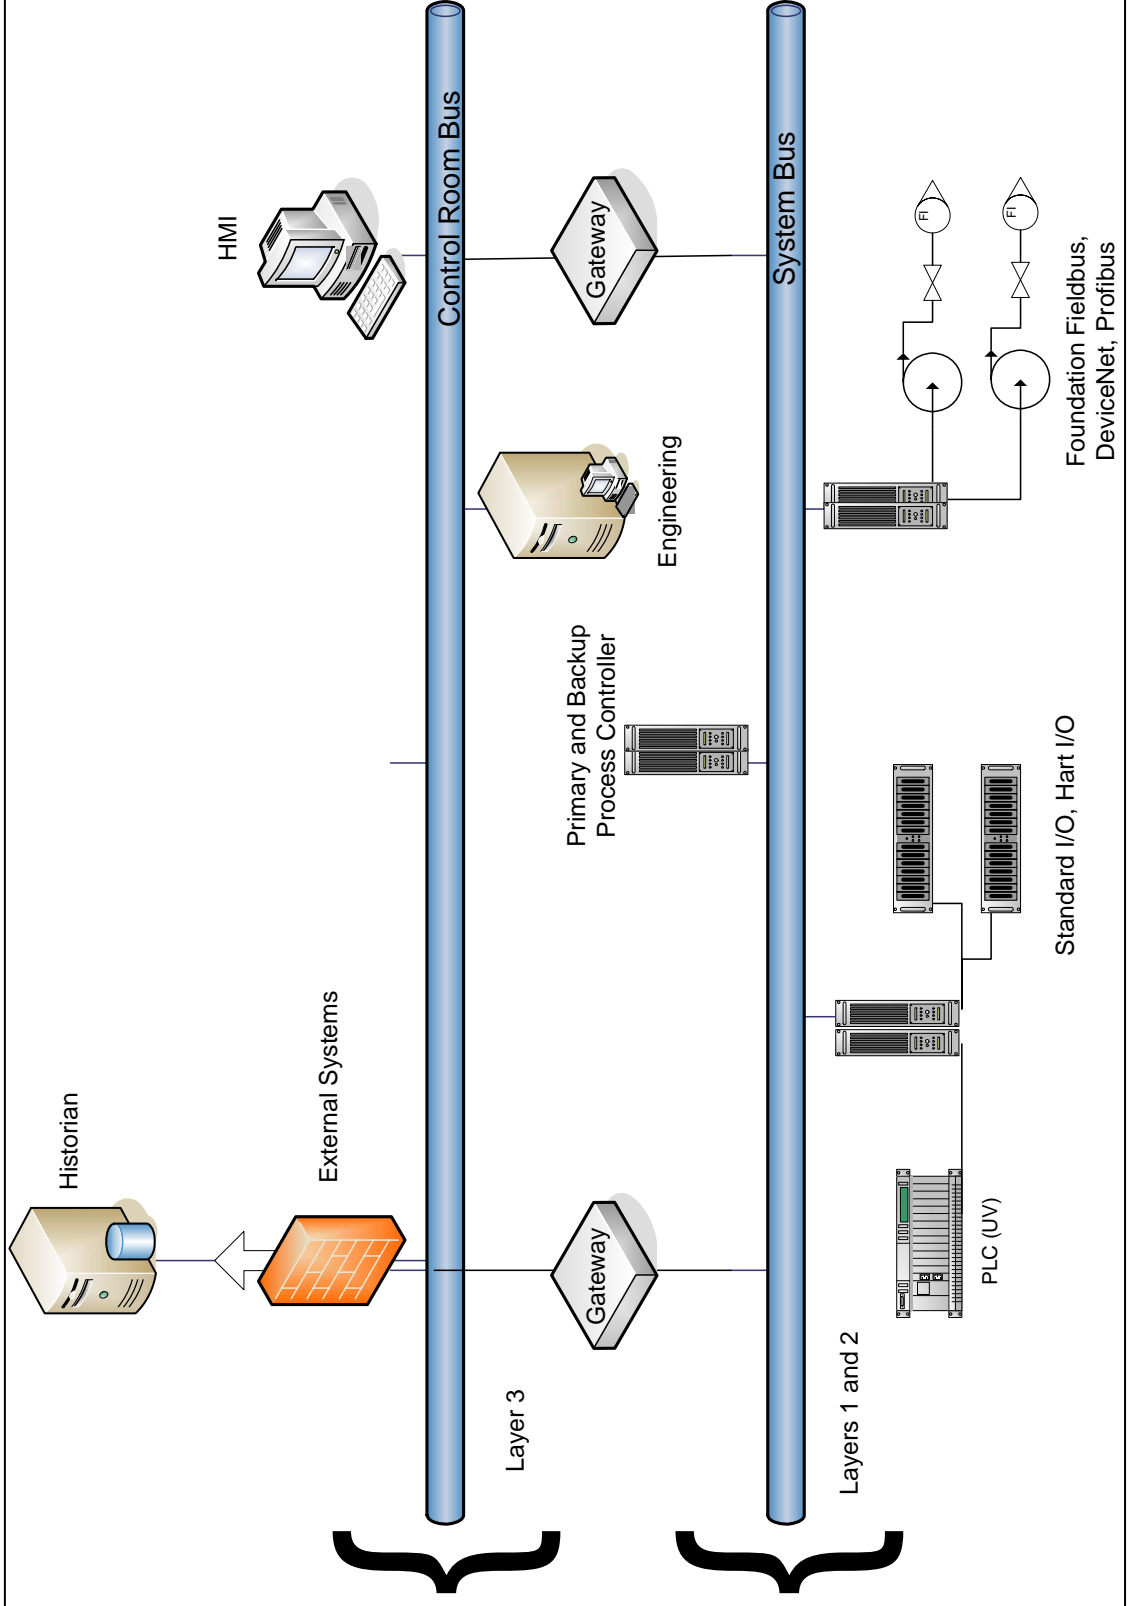 Historian
External Systems
HMI
Control Room Bus
Layer 3
Engineering
Gateway
Gateway
Primary and Backup
Process Controller
System Bus
Layers 1 and 2
PLC (UV)
Standard I/O, Hart I/O
FI
FI
Foundation Fieldbus,
DeviceNet, Profibus